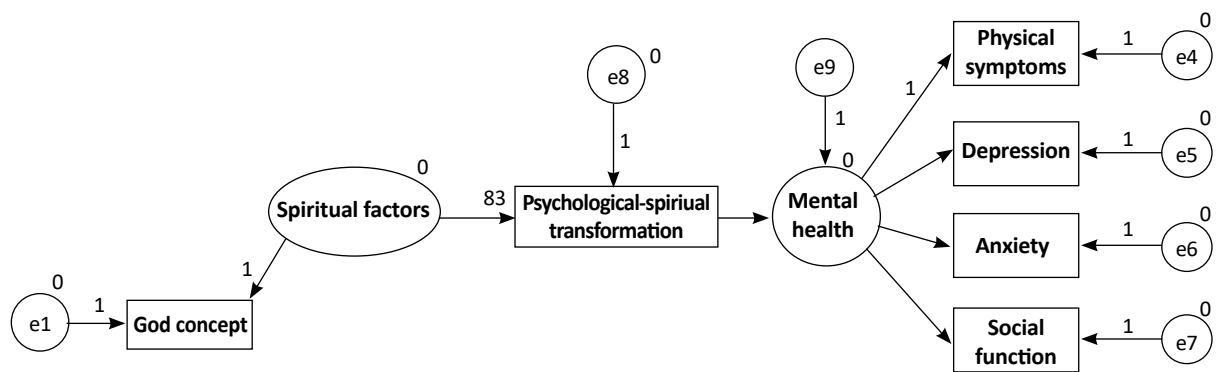 0
Physical
symptoms
1
e4
0
e8
e9
1
1
1
0
Depression
1
e5
0
Spiritual factors
83
Psychological-spiriual
transformation
0
Mental
health
0
Anxiety
1
e6
1
0
e1
1
God concept
0
Social
function
1
e7